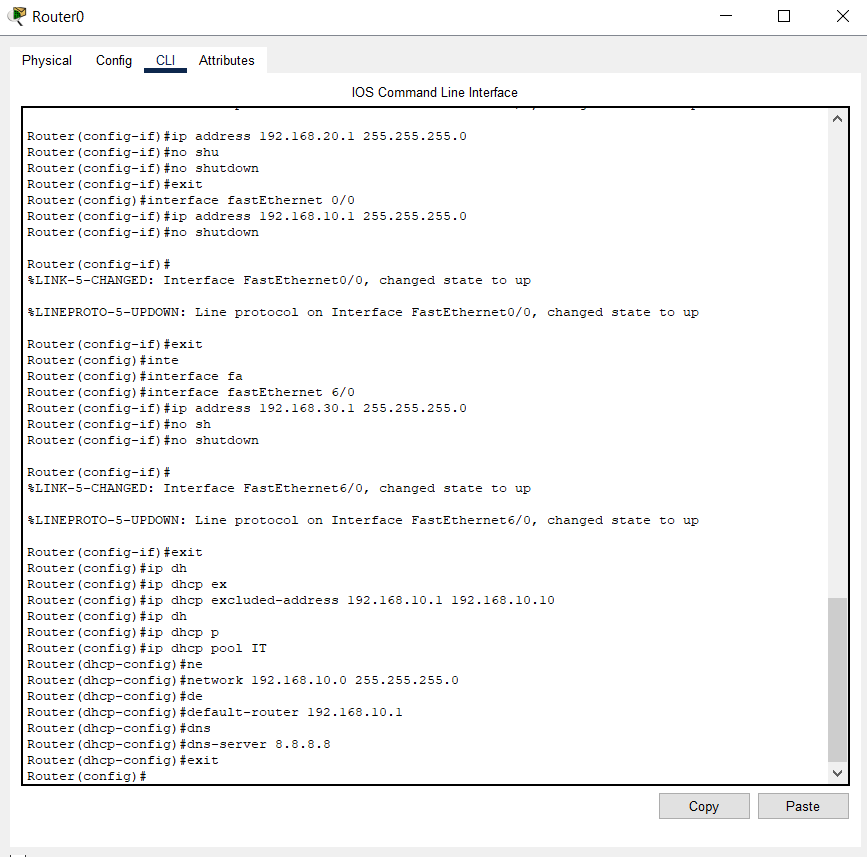 Router0
Physical Config CLI Attributes
IOS Command Line Interface
Router(config-if)#ip address 192.168.20.1 255.255.255.0
Router(config-if)#no shu
Router(config-if)#no shutdown
Router(config-if)#exit
Router(config)#interface fastEthernet 0/0
Router(config-if)#ip address 192.168.10.1 255.255.255.0
Router(config-if)#no shutdown
Router(config-if)#
%LINK-5-CHANGED: Interface FastEthernet0/0, changed state to up
%LINEPROTO-5-UPDOWN: Line protocol on Interface FastEthernet0/0, changed state to up
Router(config-if)#exit
Router(config)#inte
Router(config)#interface fa
Router(config)#interface fastEthernet 6/0
Router(config-if)#ip address 192.168.30.1 255.255.255.0
Router(config-if)#no sh
Router(config-if)#no shutdown
Router(config-if)#
%LINK-5-CHANGED: Interface FastEthernet6/0, changed state to up
%LINEPROTO-5-UPDOWN: Line protocol on Interface FastEthernet6/0, changed state to up
Router(config-if)#exit
Router(config)#ip dh
Router(config)#ip dhcp ex
Router(config)#ip dhcp excluded-address 192.168.10.1 192.168.10.10
Router(config)#ip dh
Router(config)#ip dhcp p
Router(config)#ip dhcp pool IT
Router(dhcp-config)#ne
Router(dhcp-config)#network 192.168.10.0 255.255.255.0
Router(dhcp-config)#de
Router(dhcp-config)#default-router 192.168.10.1
Router(dhcp-config)#dns
Router(dhcp-config)#dns-server 8.8.8.8
Router(dhcp-config)#exit
Router(config)#
Copy Paste